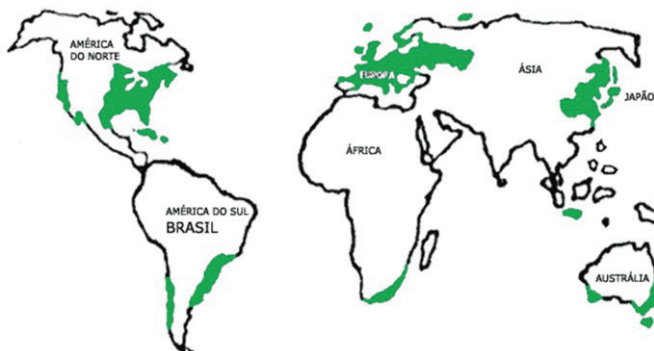 AMÉRICA
DO NORTE
EUROPA
ÁSIA
JAPÃO
ÁFRICA
AMÉRICA DO SUL
BRASIL
AUSTRÁLIA